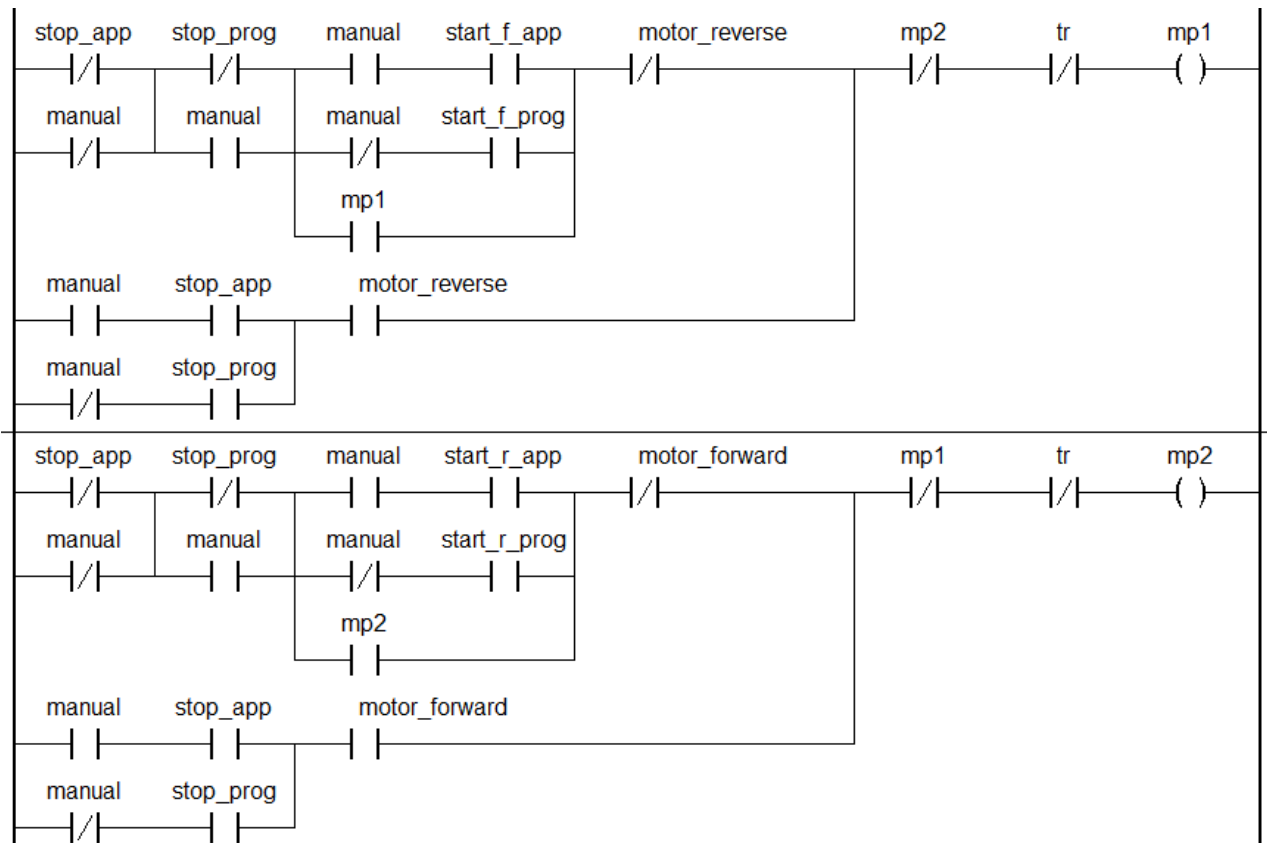 stop_app stop_prog manual start_f_app motor_reverse mp2 tr mp1
manual manual manual start_f_prog
mp1
manual stop_app motor_reverse
manual stop_prog
stop_app stop_prog manual start_r_app motor_forward mp1 tr mp2
manual manual manual start_r_prog
mp2
manual stop_app motor_forward
manual stop_prog